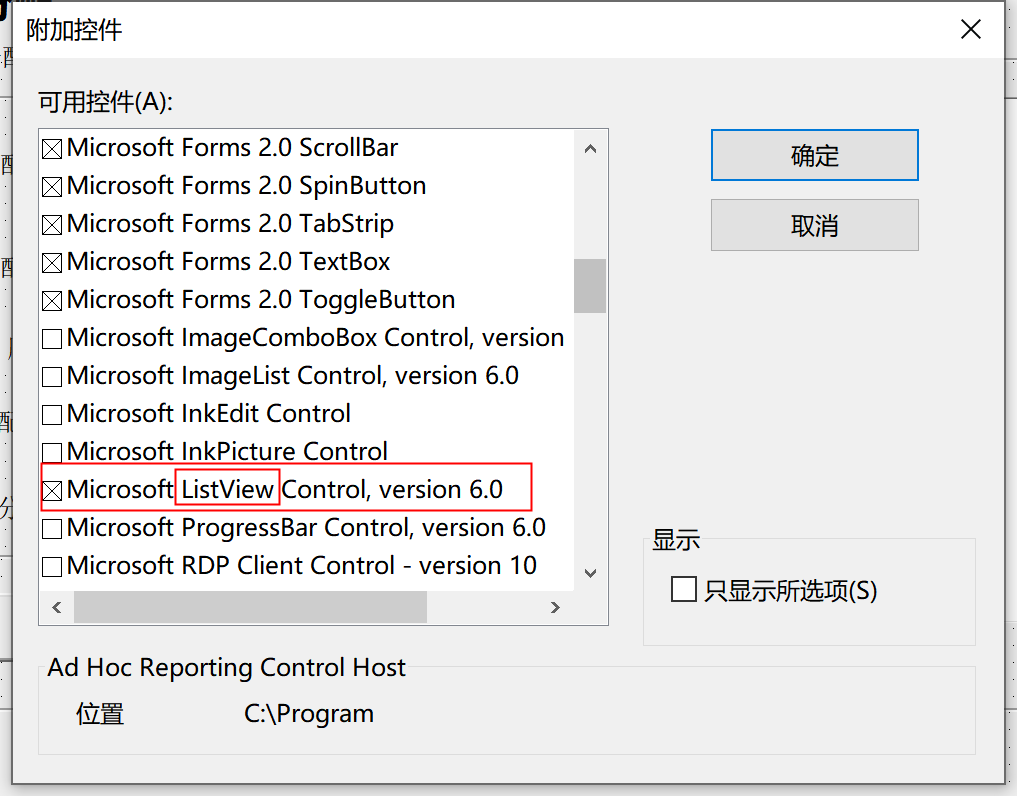 附加控件
可用控件(A):
Microsoft Forms 2.0 ScrollBar
Microsoft Forms 2.0 SpinButton
Microsoft Forms 2.0 TabStrip
Microsoft Forms 2.0 TextBox
Microsoft Forms 2.0 ToggleButton
Microsoft ImageComboBox Control, version
Microsoft ImageList Control, version 6.0
Microsoft InkEdit Control
Microsoft InkPicture Control
Microsoft ListView Control, version 6.0
Microsoft ProgressBar Control, version 6.0
Microsoft RDP Client Control - version 10
确定
取消
显示
只显示所选项(S)
Ad Hoc Reporting Control Host
位置 C:\Program